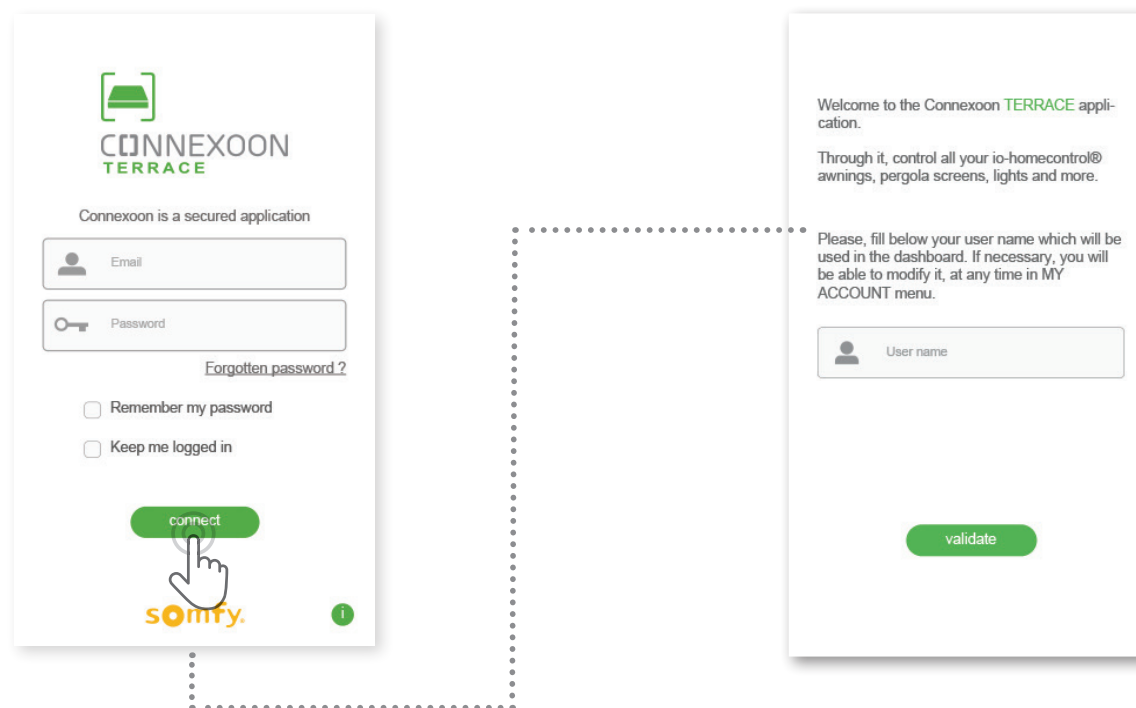 CONNEXOON
TERRACE
Connexoon is a secured application
Email
Password
Forgotten password ?
Remember my password
Keep me logged in
connect
somfy.
i
Welcome to the Connexoon TERRACE appli-
cation.
Through it, control all your io-homecontrol®
awnings, pergola screens, lights and more.
Please, fill below your user name which will be
used in the dashboard. If necessary, you will
be able to modify it, at any time in MY
ACCOUNT menu.
User name
validate